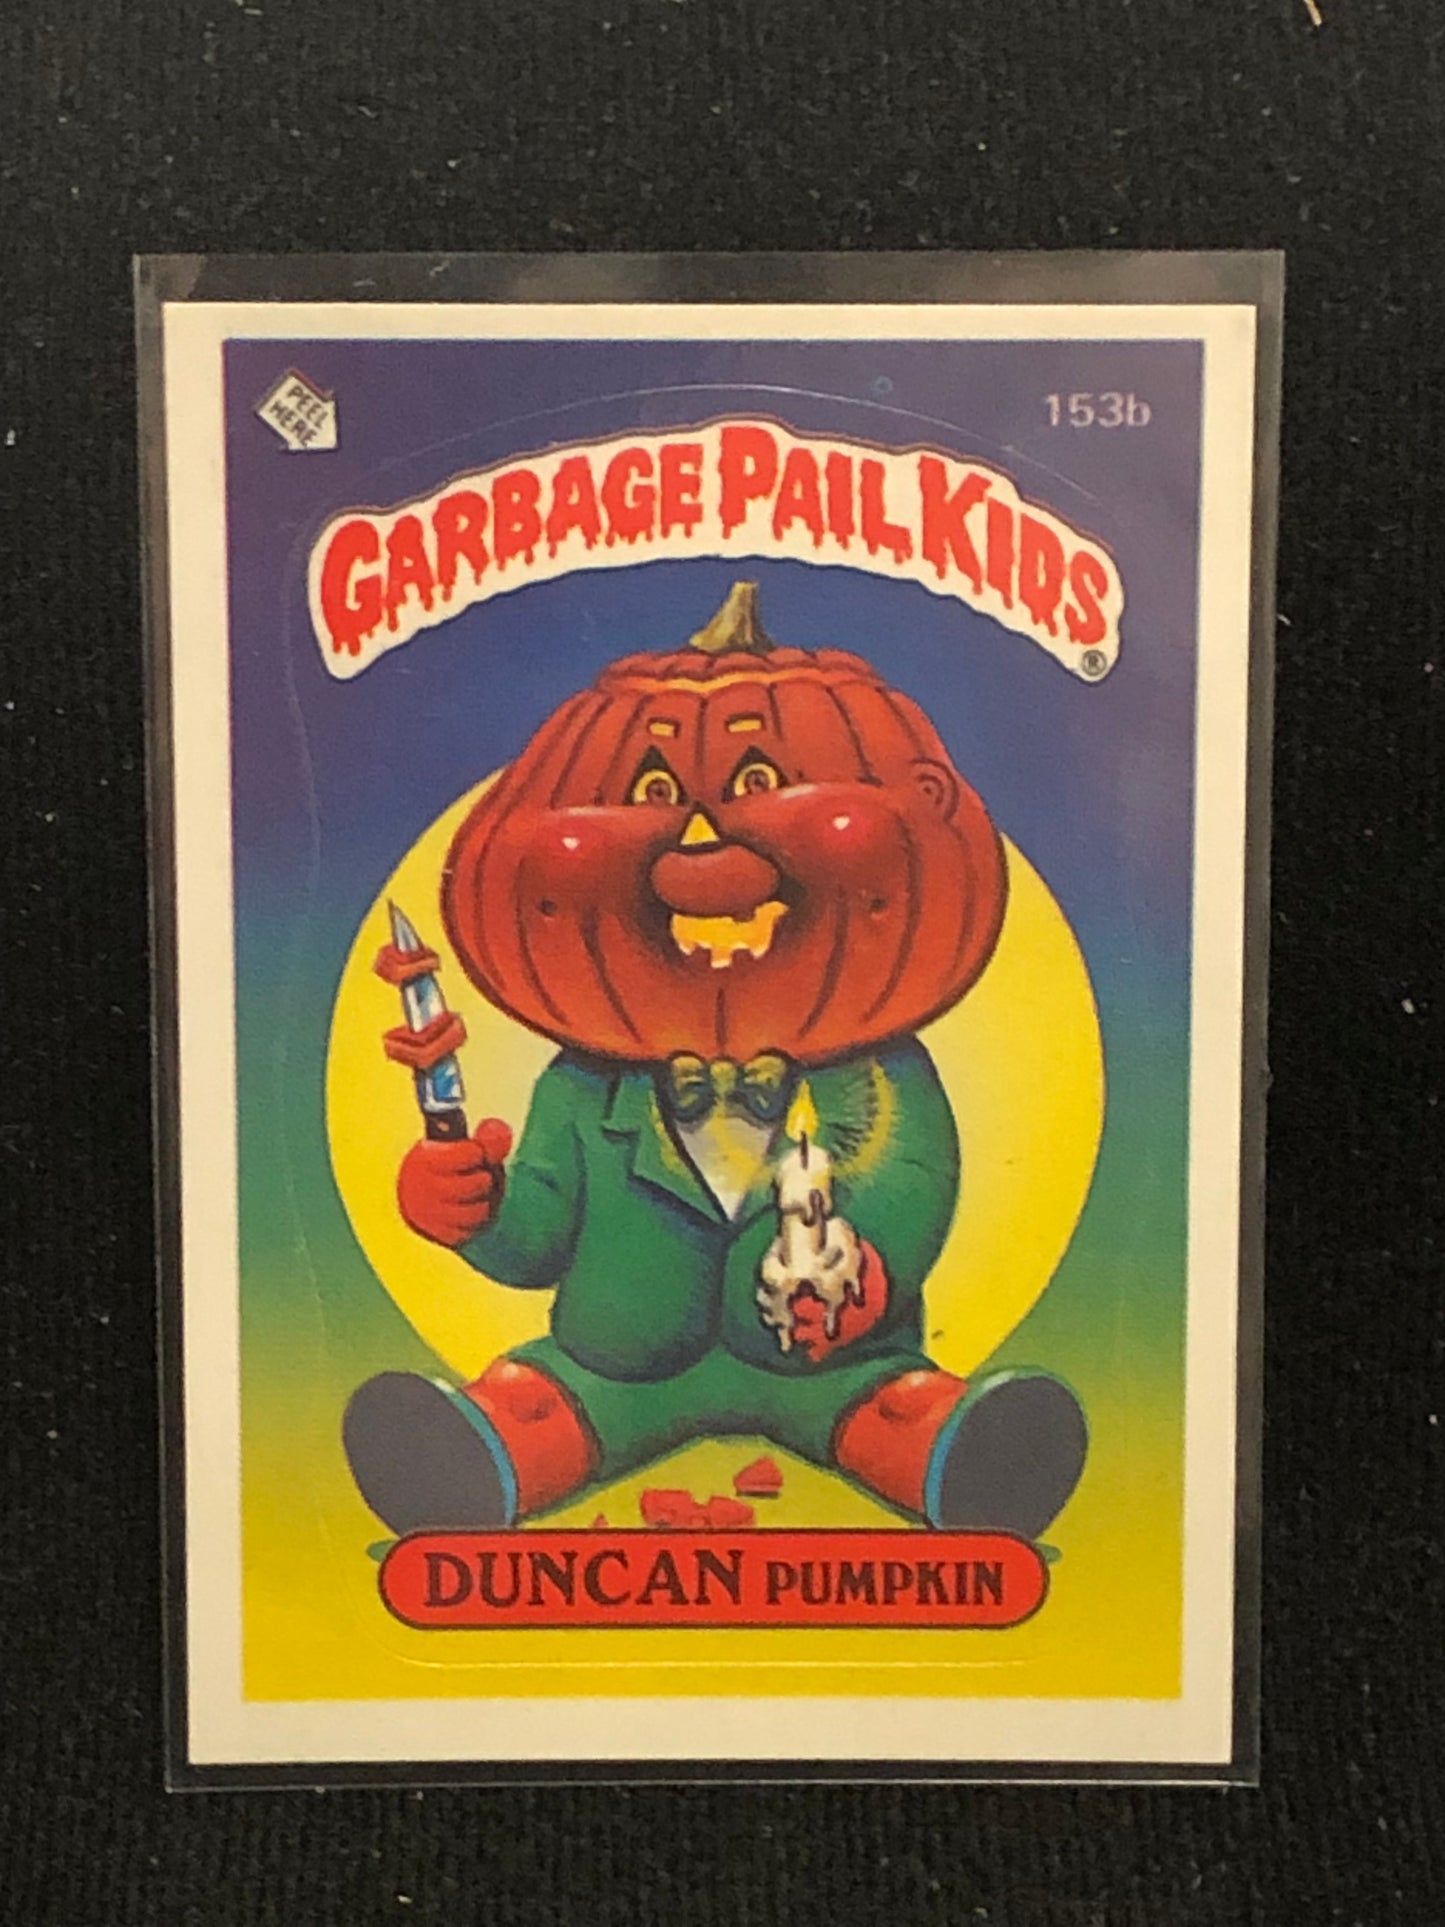 PEEL
HERE
153b
GARBAGE PAIL KIDS
®
DUNCAN PUMPKIN